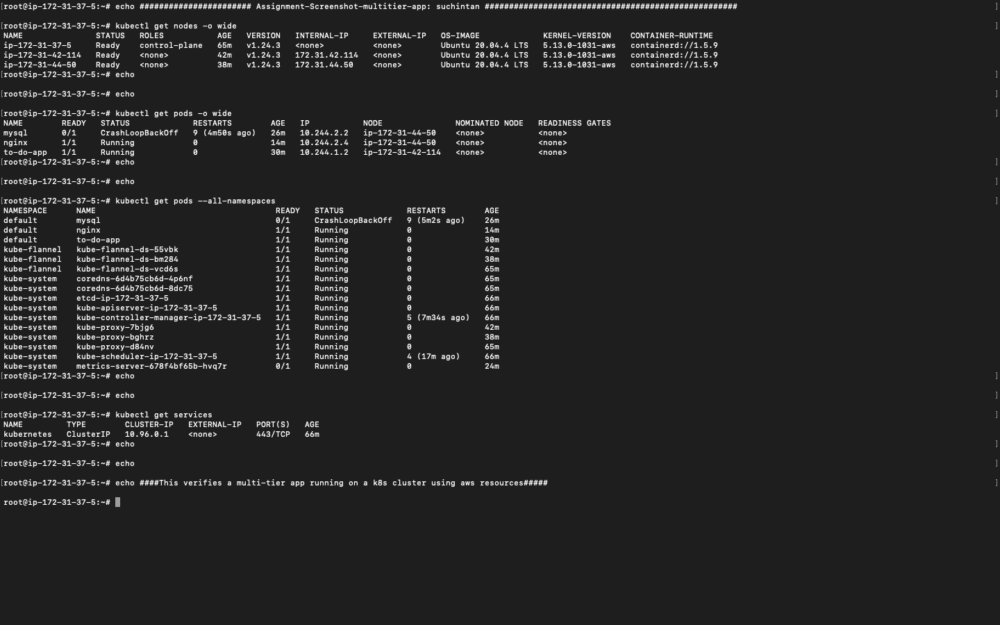 [root@ip-172-31-37-5:~# echo ####################### Assignment-Screenshot-multitier-app: suchintan #################################################### ]
[root@ip-172-31-37-5:~# kubectl get nodes -o wide ]
NAME STATUS ROLES AGE VERSION INTERNAL-IP EXTERNAL-IP OS-IMAGE KERNEL-VERSION CONTAINER-RUNTIME
ip-172-31-37-5 Ready control-plane 65m v1.24.3 <none> <none> Ubuntu 20.04.4 LTS 5.13.0-1031-aws containerd://1.5.9
ip-172-31-42-114 Ready <none> 42m v1.24.3 172.31.42.114 <none> Ubuntu 20.04.4 LTS 5.13.0-1031-aws containerd://1.5.9
ip-172-31-44-50 Ready <none> 38m v1.24.3 172.31.44.50 <none> Ubuntu 20.04.4 LTS 5.13.0-1031-aws containerd://1.5.9
[root@ip-172-31-37-5:~# echo ]
[root@ip-172-31-37-5:~# echo ]
[root@ip-172-31-37-5:~# kubectl get pods -o wide ]
NAME READY STATUS RESTARTS AGE IP NODE NOMINATED NODE READINESS GATES
mysql 0/1 CrashLoopBackOff 9 (4m50s ago) 26m 10.244.2.2 ip-172-31-44-50 <none> <none>
nginx 1/1 Running 0 14m 10.244.2.4 ip-172-31-44-50 <none> <none>
to-do-app 1/1 Running 0 30m 10.244.1.2 ip-172-31-42-114 <none> <none>
[root@ip-172-31-37-5:~# echo ]
[root@ip-172-31-37-5:~# echo ]
[root@ip-172-31-37-5:~# kubectl get pods --all-namespaces ]
NAMESPACE NAME READY STATUS RESTARTS AGE
default mysql 0/1 CrashLoopBackOff 9 (5m2s ago) 26m
default nginx 1/1 Running 0 14m
default to-do-app 1/1 Running 0 30m
kube-flannel kube-flannel-ds-55vbk 1/1 Running 0 42m
kube-flannel kube-flannel-ds-bm284 1/1 Running 0 38m
kube-flannel kube-flannel-ds-vcd6s 1/1 Running 0 65m
kube-system coredns-6d4b75cb6d-4p6nf 1/1 Running 0 65m
kube-system coredns-6d4b75cb6d-8dc75 1/1 Running 0 65m
kube-system etcd-ip-172-31-37-5 1/1 Running 0 66m
kube-system kube-apiserver-ip-172-31-37-5 1/1 Running 0 66m
kube-system kube-controller-manager-ip-172-31-37-5 1/1 Running 5 (7m34s ago) 66m
kube-system kube-proxy-7bjg6 1/1 Running 0 42m
kube-system kube-proxy-bghrz 1/1 Running 0 38m
kube-system kube-proxy-d84nv 1/1 Running 0 65m
kube-system kube-scheduler-ip-172-31-37-5 1/1 Running 4 (17m ago) 66m
kube-system metrics-server-678f4bf65b-hvq7r 0/1 Running 0 24m
[root@ip-172-31-37-5:~# echo ]
[root@ip-172-31-37-5:~# echo ]
[root@ip-172-31-37-5:~# kubectl get services ]
NAME TYPE CLUSTER-IP EXTERNAL-IP PORT(S) AGE
kubernetes ClusterIP 10.96.0.1 <none> 443/TCP 66m
[root@ip-172-31-37-5:~# echo ]
[root@ip-172-31-37-5:~# echo ]
[root@ip-172-31-37-5:~# echo ####This verifies a multi-tier app running on a k8s cluster using aws resources##### ]
root@ip-172-31-37-5:~#